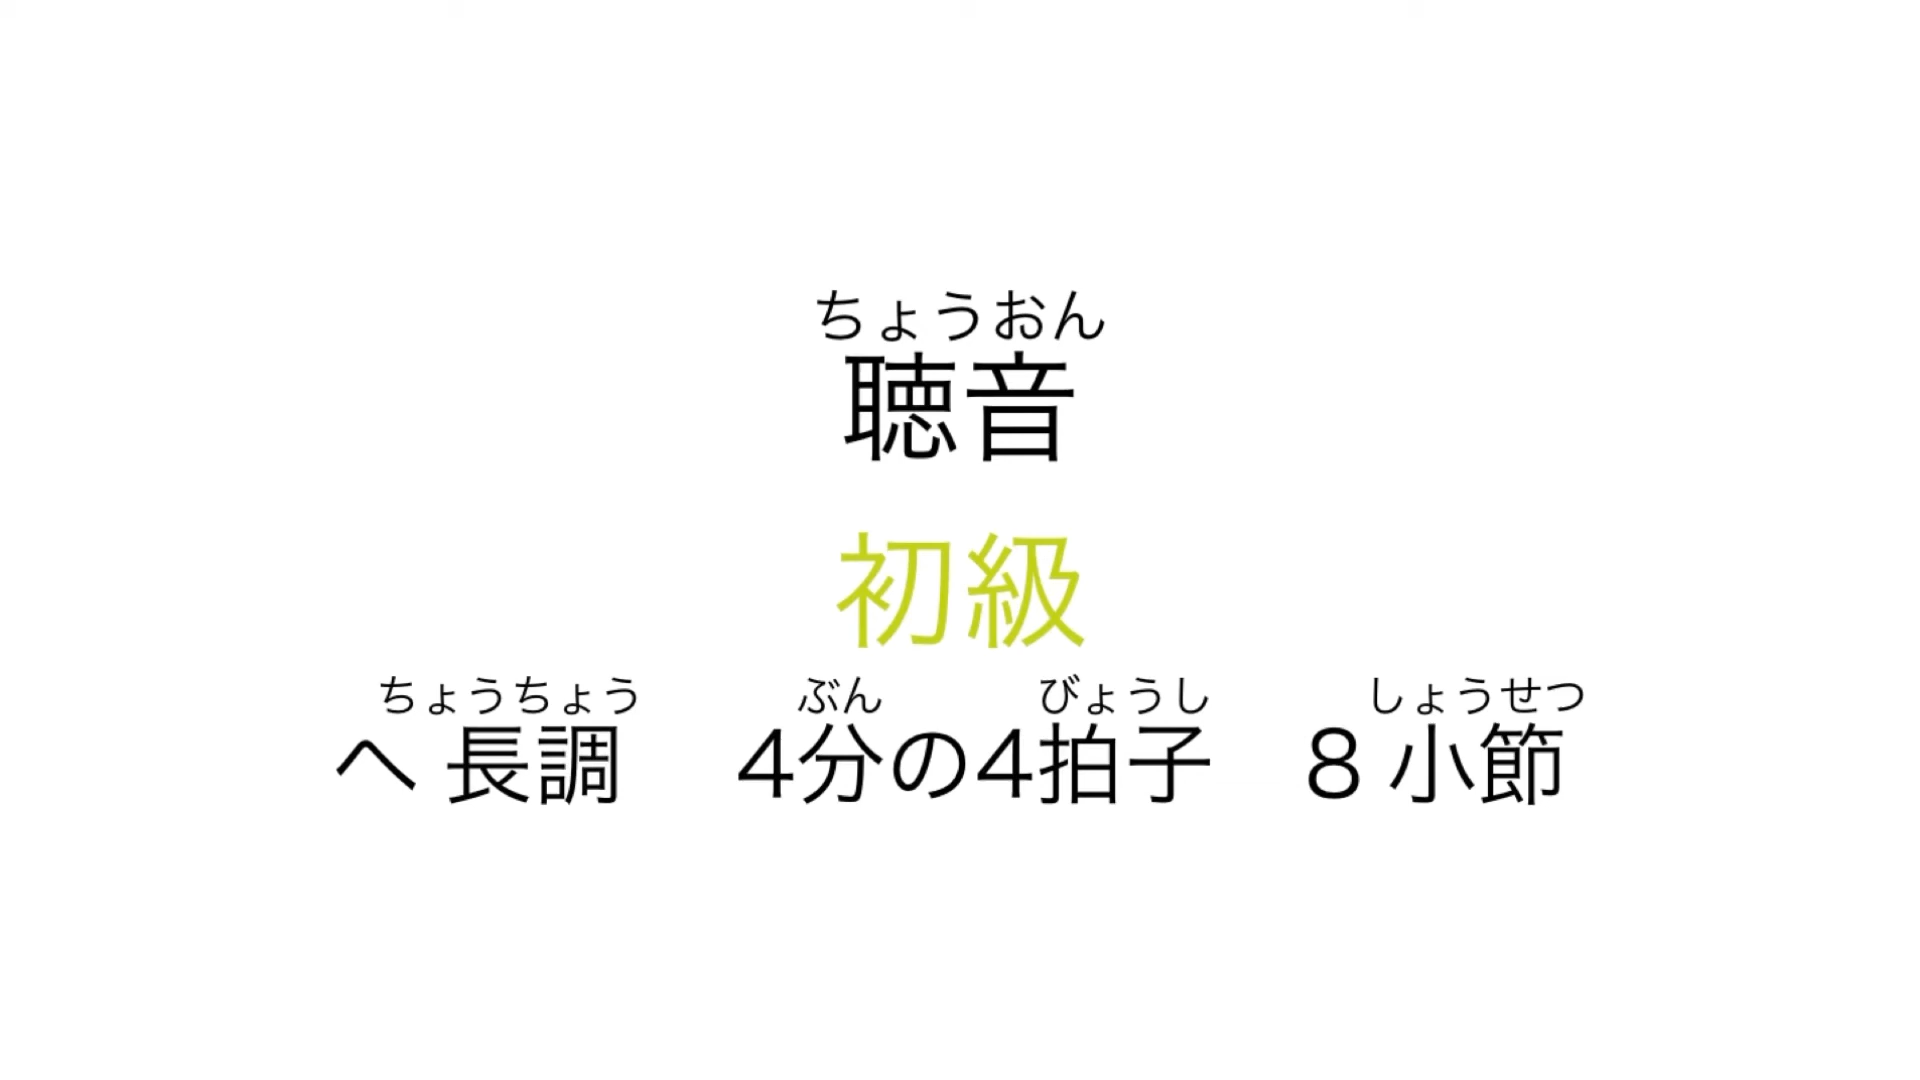 ちょうおん
聴音
初級
ちょうちょう ぶん びょうし しょうせつ
ヘ長調 4分の4拍子 8小節